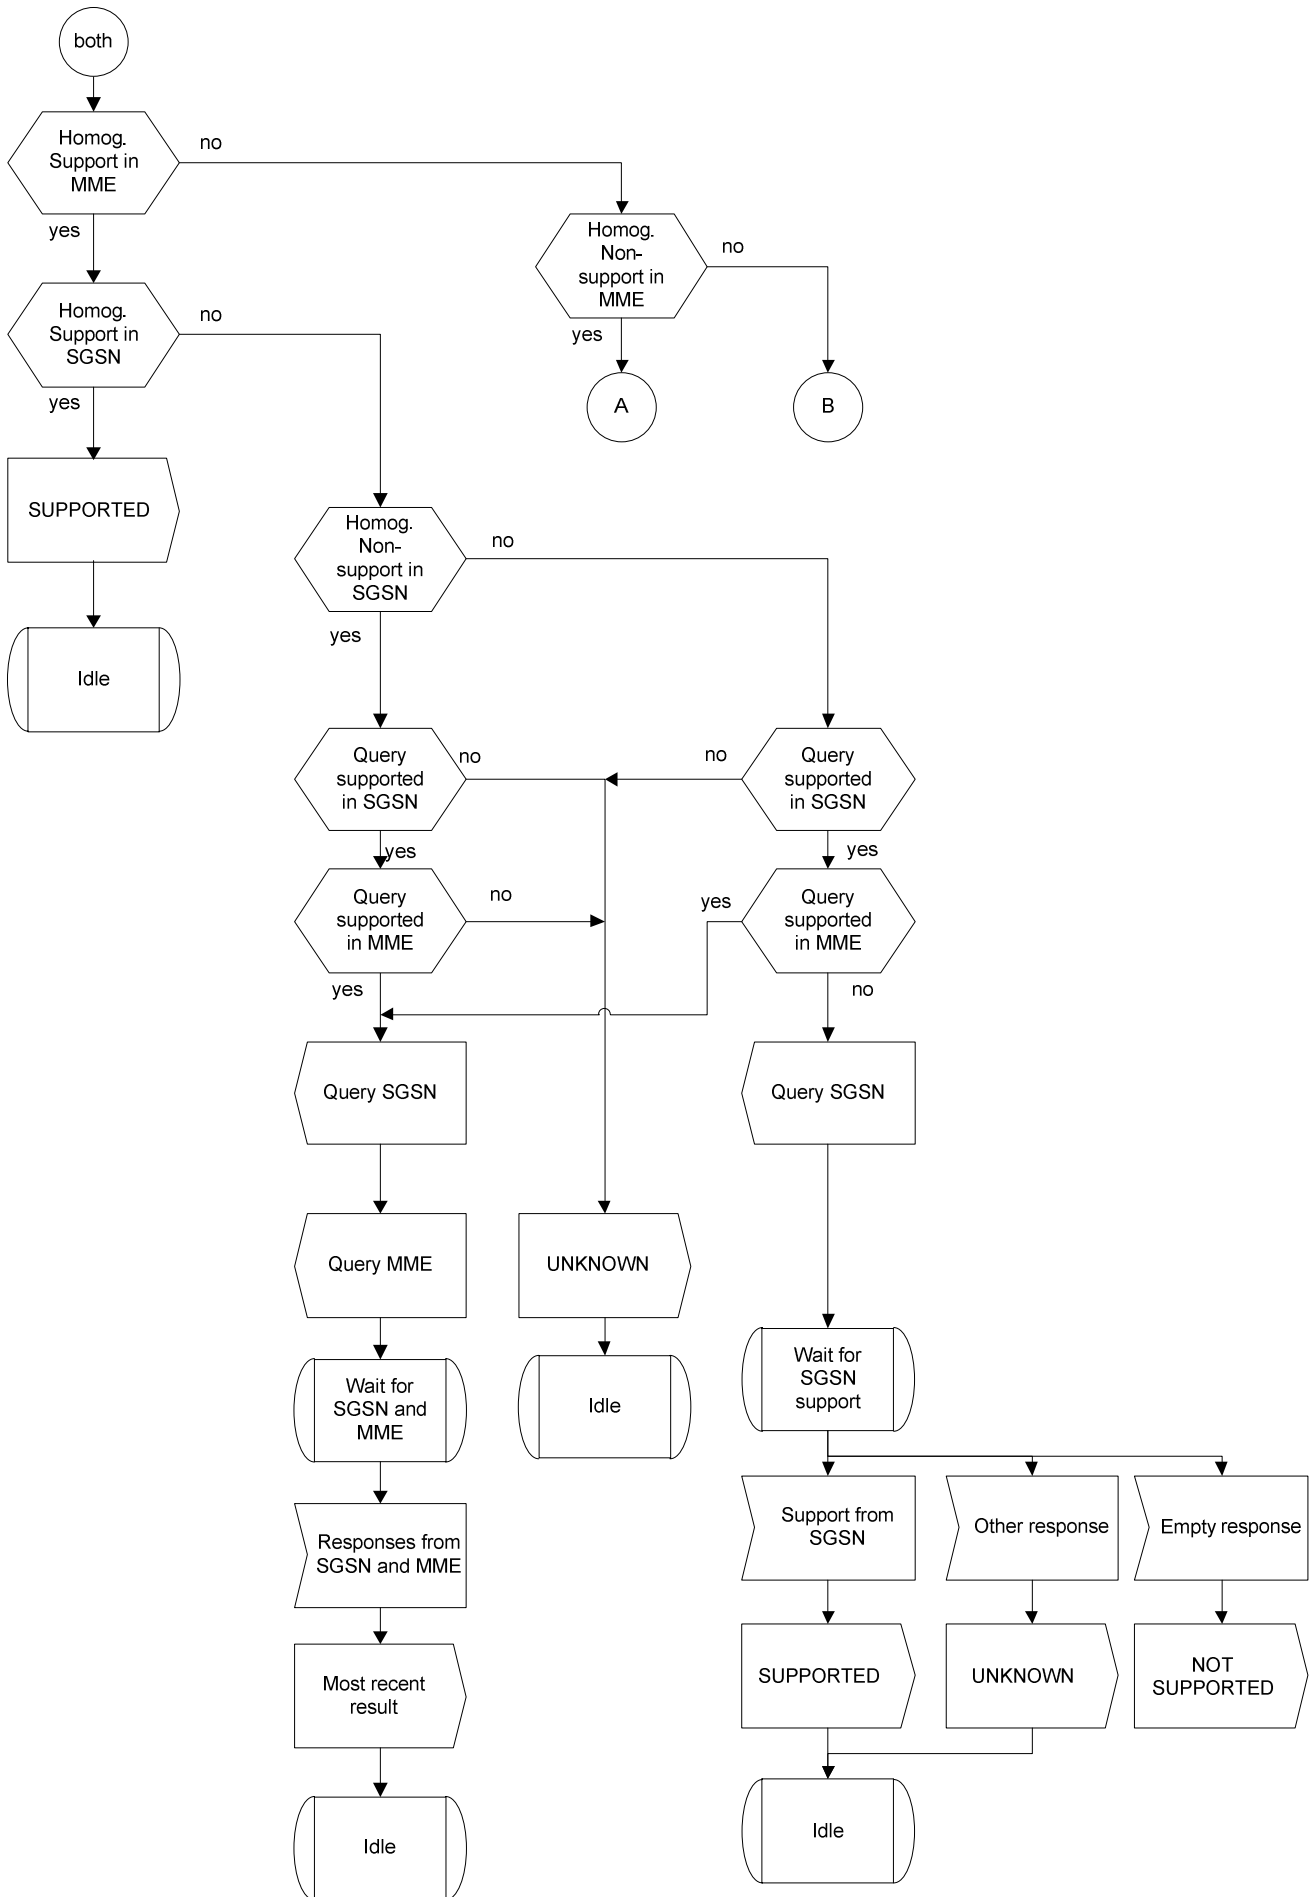 both
Homog.
Support in
MME
no
yes
Homog.
Non-
support in
MME
no
yes
Homog.
Support in
SGSN
no
yes
A
B
SUPPORTED
Homog.
Non-
support in
SGSN
no
yes
Idle
Query
supported
in SGSN
no
yes
no
Query
supported
in SGSN
yes
Query
supported
in MME
no
yes
yes
Query
supported
in MME
no
Query SGSN
Query SGSN
Query MME
UNKNOWN
Wait for
SGSN and
MME
Idle
Wait for
SGSN
support
Responses from
SGSN and MME
Support from
SGSN
Other response
Empty response
Most recent
result
SUPPORTED
UNKNOWN
NOT
SUPPORTED
Idle
Idle